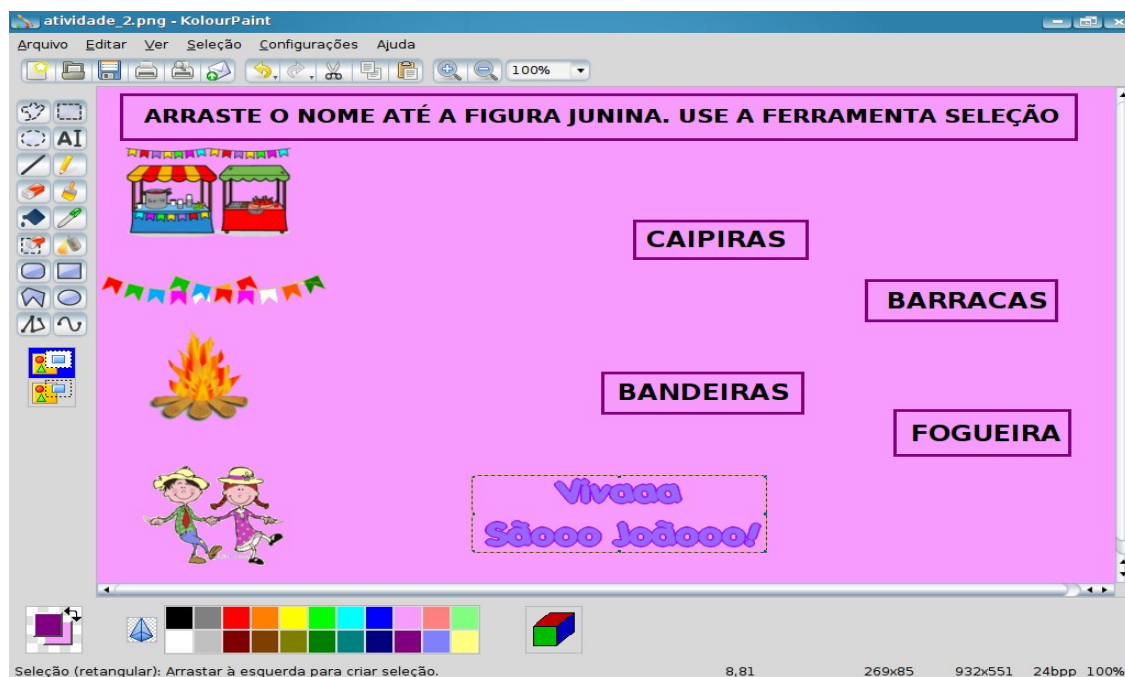 atividade_2.png - KolourPaint
Arquivo Editar Ver Seleção Configurações Ajuda
100%
AI
ARRASTE O NOME ATÉ A FIGURA JUNINA. USE A FERRAMENTA SELEÇÃO
CAIPIRAS
BARRACAS
BANDEIRAS
FOGUEIRA
Vivaaa
Sãooo Joãooo!
Seleção (retangular): Arrastar à esquerda para criar seleção. 8,81 269x85 932x551 24bpp 100%